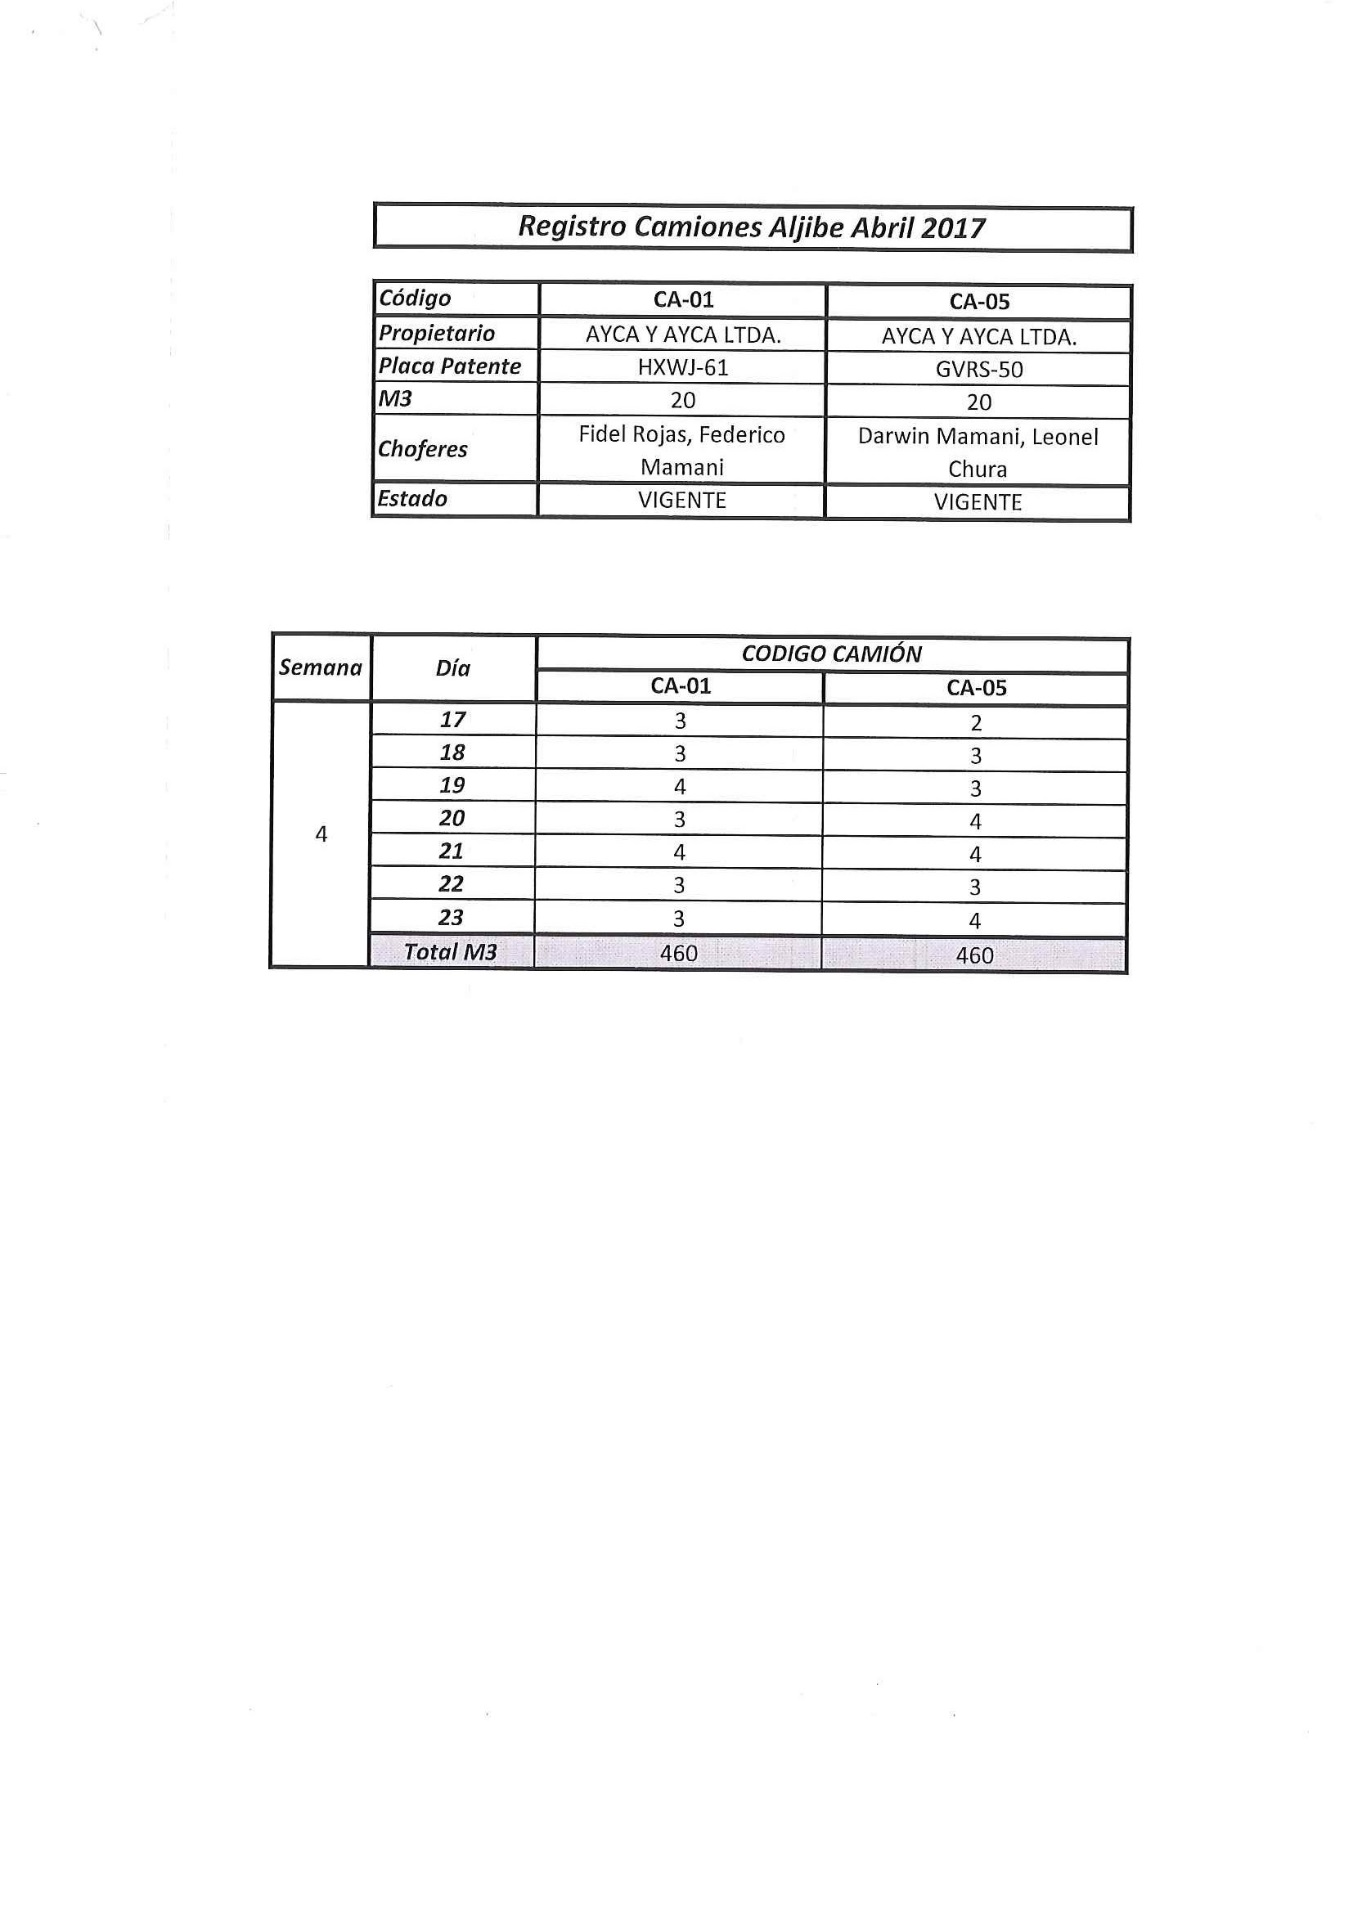 Registro Camiones Aljibe Abril 2017
Código CA-01 CA-05
Propietario AYCA Y AYCA LTDA. AYCA Y AYCA LTDA.
Placa Patente HXWJ-61 GVRS-50
M3 20 20
Choferes Fidel Rojas, Federico Mamani Darwin Mamani, Leonel Chura
Estado VIGENTE VIGENTE
Semana Día CODIGO CAMIÓN
CA-01 CA-05
4
17 3 2
18 3 3
19 4 3
20 3 4
21 4 4
22 3 3
23 3 4
Total M3 460 460